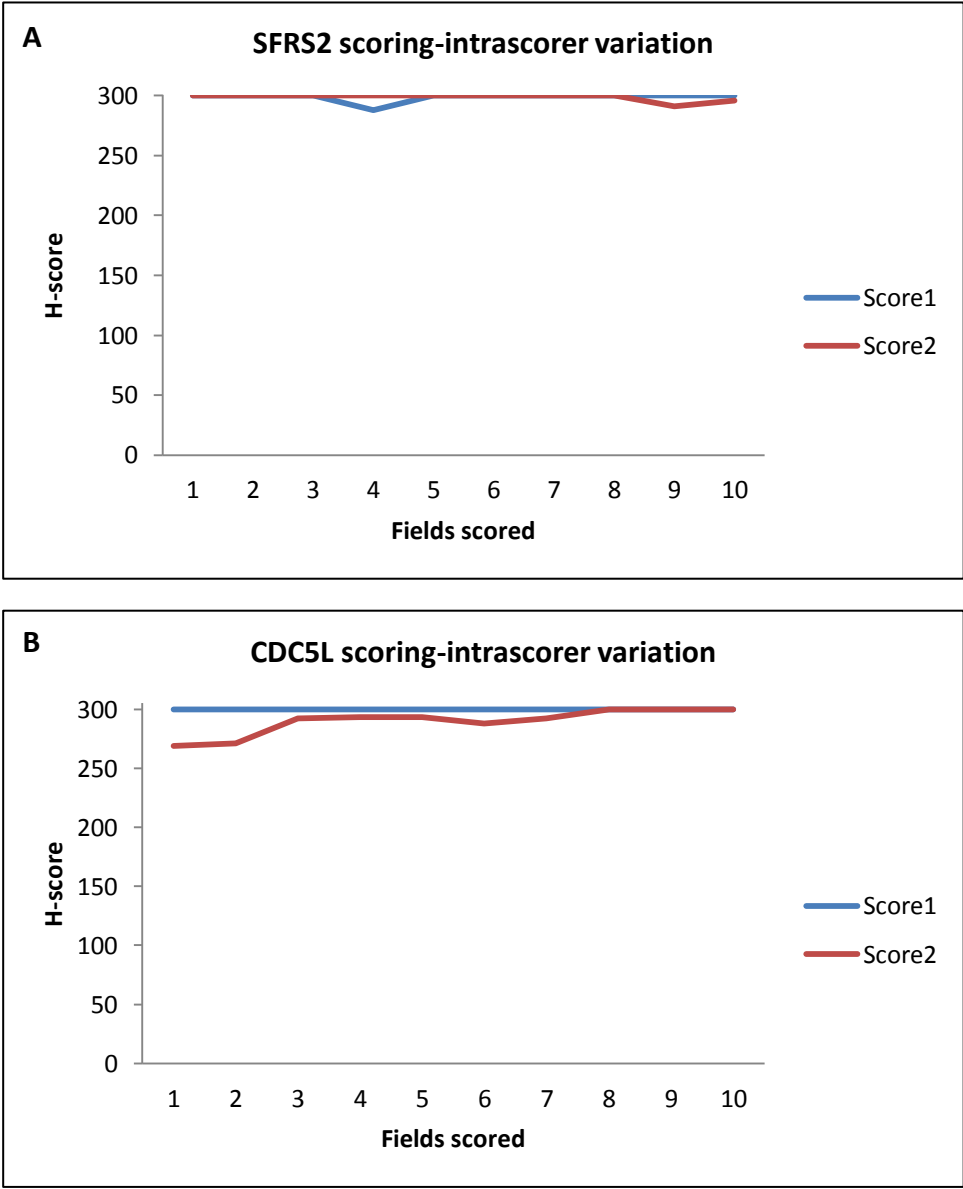 A
SFRS2 scoring-intrascorer variation
300
250
200
150
100
50
0
H-score
1 2 3 4 5 6 7 8 9 10
Fields scored
Score1
Score2
B
CDC5L scoring-intrascorer variation
300
250
200
150
100
50
0
H-score
1 2 3 4 5 6 7 8 9 10
Fields scored
Score1
Score2